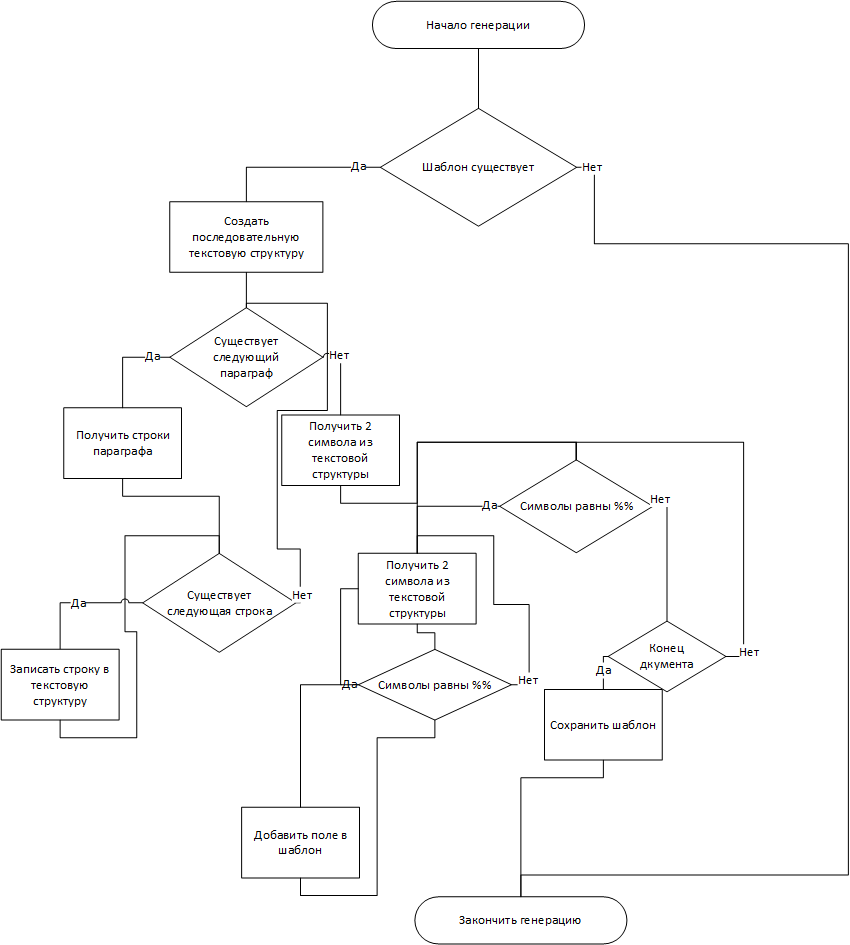 Начало генерации
Шаблон существует
Да
Нет
Создать
последовательную
текстовую структуру
Существует
следующий
параграф
Да
Нет
Получить строки
параграфа
Получить 2
символа из
текстовой
структуры
Символы равны %%
Да
Нет
Существует
следующая строка
Да
Нет
Получить 2
символа из
текстовой
структуры
Записать строку в
текстовую
структуру
Символы равны %%
Да
Нет
Конец
дкумента
Да
Нет
Сохранить шаблон
Добавить поле в
шаблон
Закончить генерацию